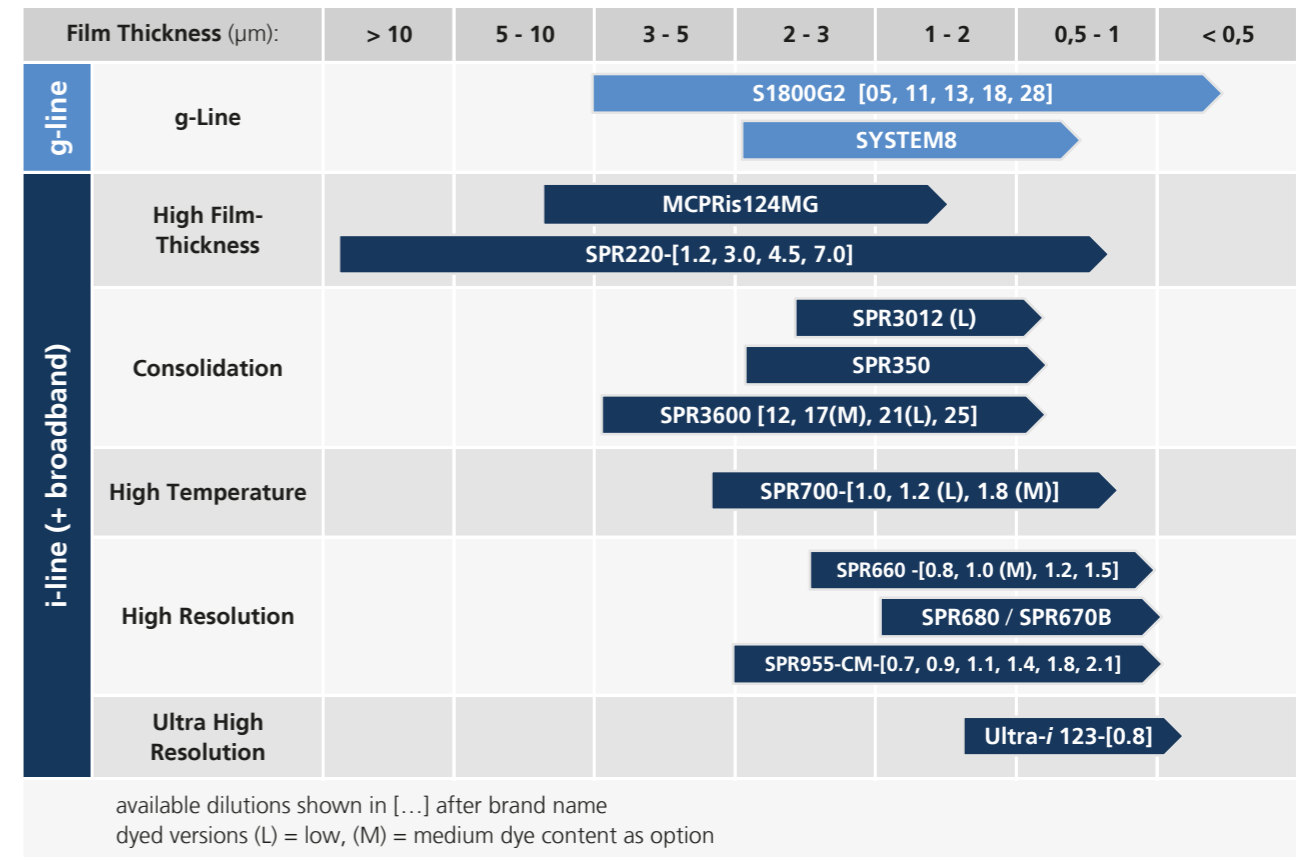 Film Thickness (µm): > 10 5 - 10 3 - 5 2 - 3 1 - 2 0,5 - 1 < 0,5
g-line
g-Line
S1800G2 [05, 11, 13, 18, 28]
SYSTEM8
i-line (+ broadband)
High Film-
Thickness
MCPRis124MG
SPR220-[1.2, 3.0, 4.5, 7.0]
Consolidation
SPR3012 (L)
SPR350
SPR3600 [12, 17(M), 21(L), 25]
High Temperature
SPR700-[1.0, 1.2 (L), 1.8 (M)]
High Resolution
SPR660 -[0.8, 1.0 (M), 1.2, 1.5]
SPR680 / SPR670B
SPR955-CM-[0.7, 0.9, 1.1, 1.4, 1.8, 2.1]
Ultra High
Resolution
Ultra-i 123-[0.8]
available dilutions shown in […] after brand name
dyed versions (L) = low, (M) = medium dye content as option